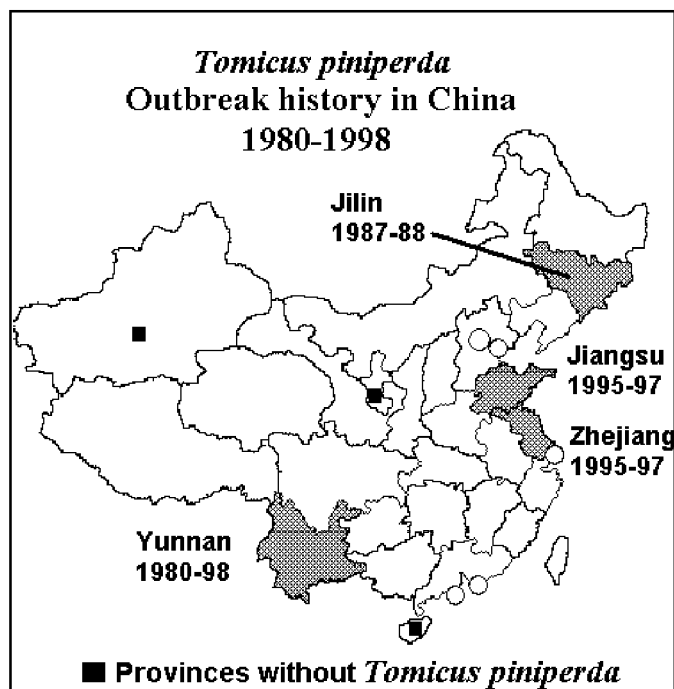 Tomicus piniperda
Outbreak history in China
1980-1998
Jilin
1987-88
Jiangsu
1995-97
Zhejiang
1995-97
Yunnan
1980-98
Provinces without Tomicus piniperda